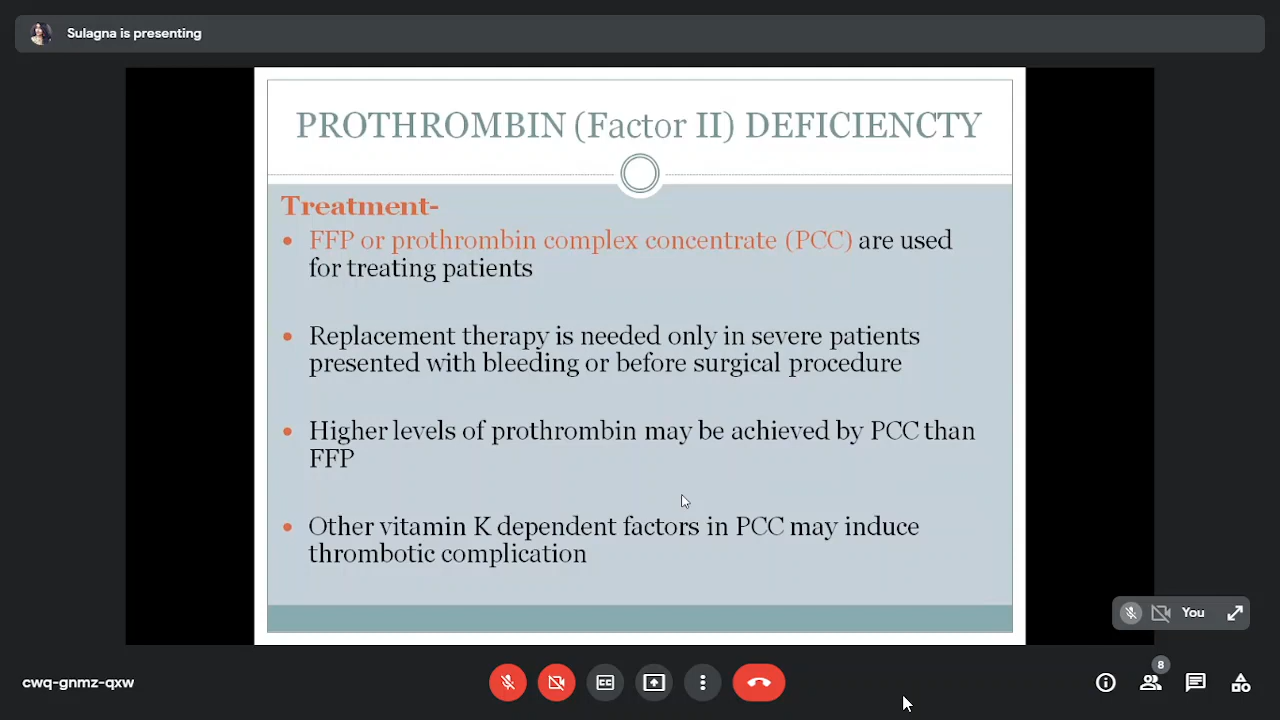 Sulagna is presenting
PROTHROMBIN (Factor II) DEFICIENCTY
Treatment-
• FFP or prothrombin complex concentrate (PCC) are used
for treating patients
• Replacement therapy is needed only in severe patients
presented with bleeding or before surgical procedure
• Higher levels of prothrombin may be achieved by PCC than
FFP
• Other vitamin K dependent factors in PCC may induce
thrombotic complication
You
cwq-gnmz-qxw
CC
8